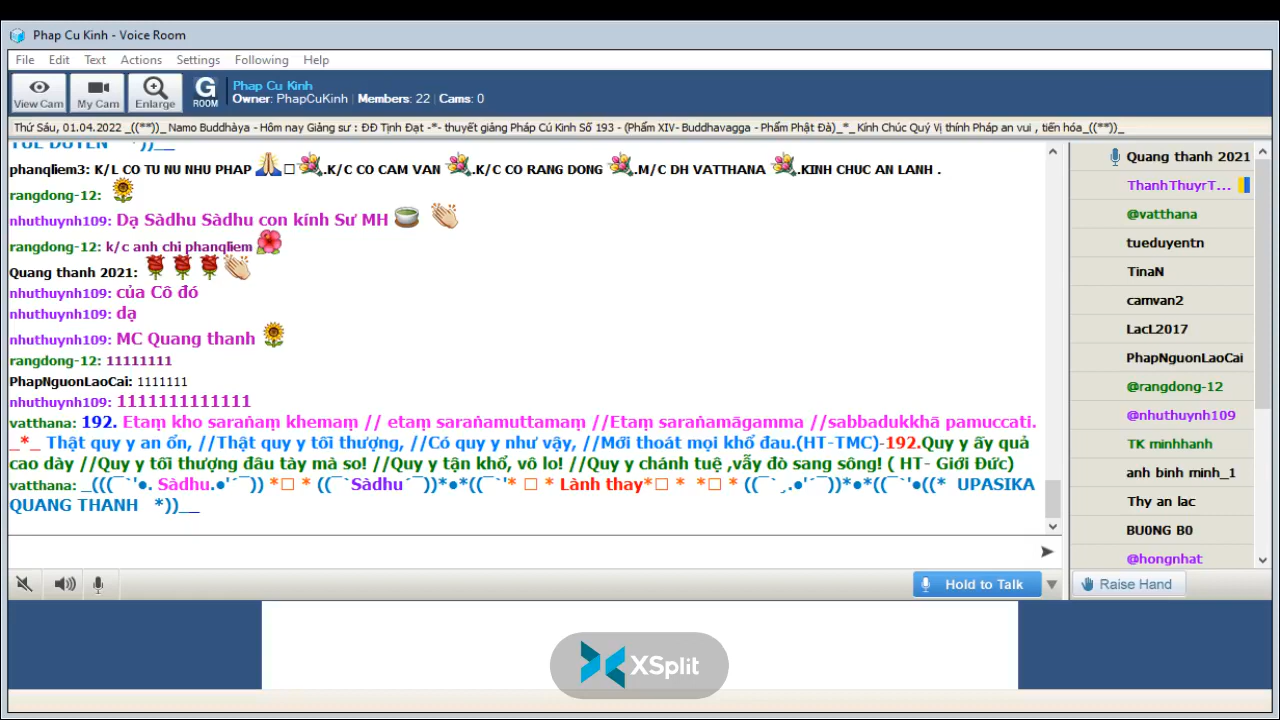 Phap Cu Kinh - Voice Room
File Edit Text Actions Settings Following Help
View Cam My Cam Enlarge G ROOM
Phap Cu Kinh
Owner: PhapCuKinh | Members: 22 | Cams: 0
Thứ Sáu, 01.04.2022 _((**))_ Namo Buddhàya - Hôm nay Giảng sư : ĐĐ Tịnh Đạt -*- thuyết giảng Pháp Cú Kinh Số 193 - (Phẩm XIV- Buddhavagga - Phẩm Phật Đà)_*_ Kính Chúc Quý Vị thính Pháp an vui , tiến hóa_((**))_
TUE DUYEN *))__
phanqliem3: K/L CO TU NU NHU PHAP 🙏□💐.K/C CO CAM VAN 💐.K/C CO RANG DONG 💐.M/C DH VATTHANA 💐.KINH CHUC AN LANH .
rangdong-12: 🌻
nhuthuynh109: Dạ Sàdhu Sàdhu con kính Sư MH 🍵 👏
rangdong-12: k/c anh chi phanqliem 🌺
Quang thanh 2021: 🌹🌹🌹👏
nhuthuynh109: của Cô đó
nhuthuynh109: dạ
nhuthuynh109: MC Quang thanh 🌻
rangdong-12: 11111111
PhapNguonLaoCai: 1111111
nhuthuynh109: 1111111111111
vatthana: 192. Etaṃ kho saraṅaṃ khemaṃ // etaṃ saraṅamuttamaṃ //Etaṃ saraṅamāgamma //sabbadukkhā pamuccati.
_*_ Thật quy y an ổn, //Thật quy y tối thượng, //Có quy y như vậy, //Mới thoát mọi khổ đau.(HT-TMC)-192.Quy y ấy quả
cao dày //Quy y tối thượng đâu tày mà so! //Quy y tận khổ, vô lo! //Quy y chánh tuệ ,vẫy đò sang sông! ( HT- Giới Đức)
vatthana: _(((¯`'●. Sàdhu.●'´¯)) *□ * ((¯`Sàdhu´¯))*●*((¯`'* □ * Lành thay*□ * *□ * ((¯`¸.●'´¯))*●*((¯`'●((* UPASIKA
QUANG THANH *))__
Hold to Talk
Quang thanh 2021
ThanhThuyrT...
@vatthana
tueduyentn
TinaN
camvan2
LacL2017
PhapNguonLaoCai
@rangdong-12
@nhuthuynh109
TK minhhanh
anh binh minh_1
Thy an lac
BU0NG B0
@hongnhat
Raise Hand
XSplit